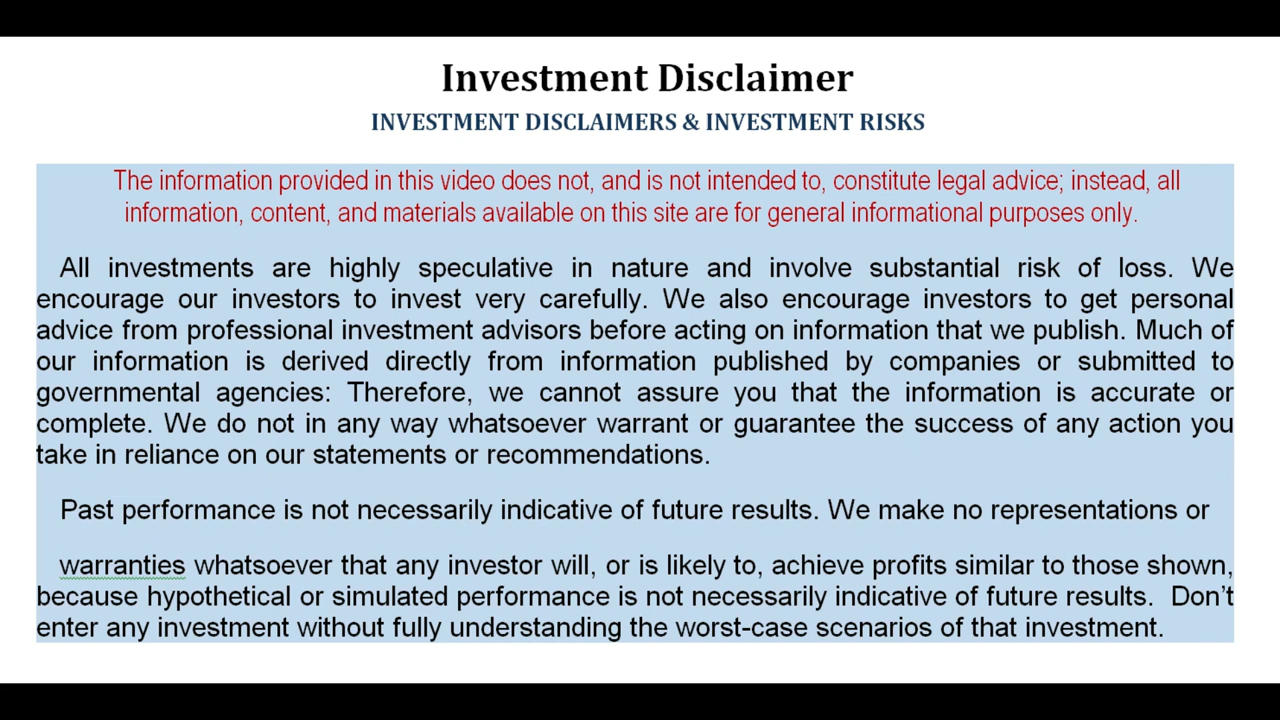 Investment Disclaimer
INVESTMENT DISCLAIMERS & INVESTMENT RISKS
The information provided in this video does not, and is not intended to, constitute legal advice; instead, all
information, content, and materials available on this site are for general informational purposes only.
All investments are highly speculative in nature and involve substantial risk of loss. We
encourage our investors to invest very carefully. We also encourage investors to get personal
advice from professional investment advisors before acting on information that we publish. Much of
our information is derived directly from information published by companies or submitted to
governmental agencies: Therefore, we cannot assure you that the information is accurate or
complete. We do not in any way whatsoever warrant or guarantee the success of any action you
take in reliance on our statements or recommendations.
Past performance is not necessarily indicative of future results. We make no representations or
warranties whatsoever that any investor will, or is likely to, achieve profits similar to those shown,
because hypothetical or simulated performance is not necessarily indicative of future results.  Don’t
enter any investment without fully understanding the worst-case scenarios of that investment.